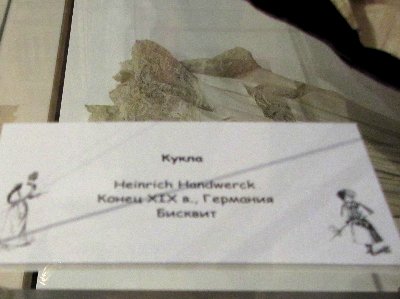 Кукла
Heinrich Handwerck
Конец XIX в., Германия
Бисквит